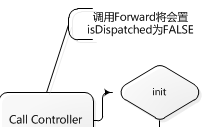 调用Forward将会置
isDispatched为FALSE
init
Call Controller